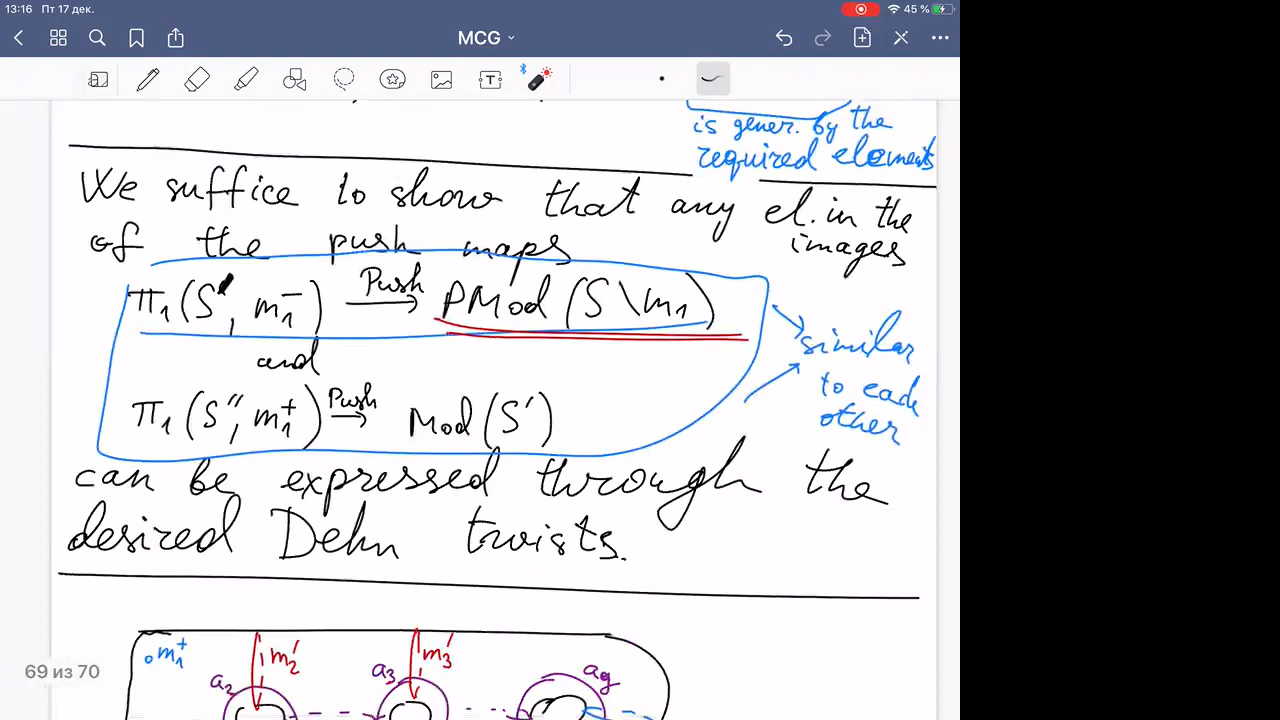 13:16 Пт 17 дек.
45 %
MCG
is gener. by the
required elements
We suffice to show that any el. in the
images
of the push maps
π₁(S', m₁⁻) Push → PMod (S \ m₁)
and
π₁(S'', m₁⁺) Push → Mod (S')
similar
to each
other
can be expressed through the
desired Dehn twists.
m₁⁺ m₂' m₃'
a₂ a₃ a_g
69 из 70